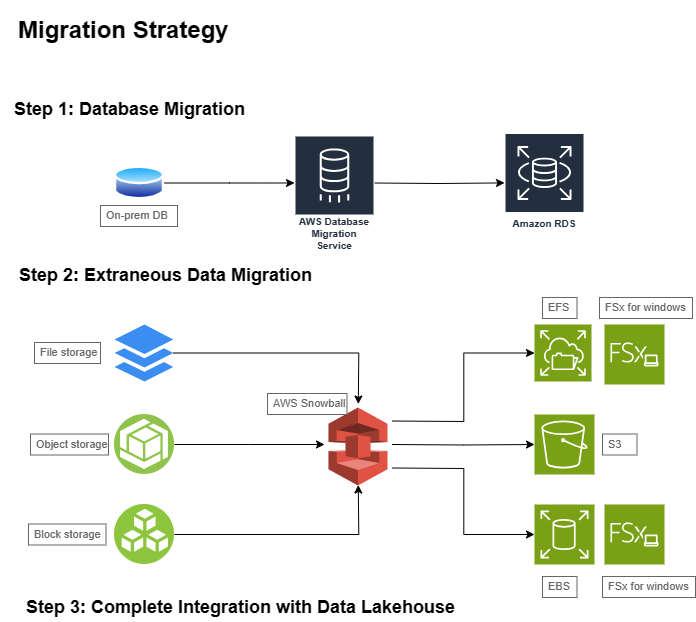 Migration Strategy
Step 1: Database Migration
On-prem DB
AWS Database
Migration
Service
Amazon RDS
Step 2: Extraneous Data Migration
EFS
FSx for windows
File storage
FSx
AWS Snowball
Object storage
S3
Block storage
FSx
EBS
FSx for windows
Step 3: Complete Integration with Data Lakehouse